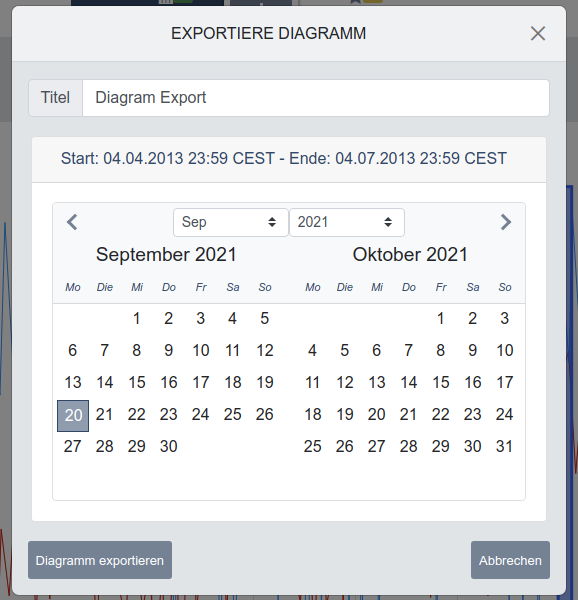 EXPORTIERE DIAGRAMM
Titel Diagram Export
Start: 04.04.2013 23:59 CEST - Ende: 04.07.2013 23:59 CEST
Sep 2021
September 2021 Oktober 2021
Mo Die Mi Do Fr Sa So Mo Die Mi Do Fr Sa So
1 2 3 4 5 1 2 3
6 7 8 9 10 11 12 4 5 6 7 8 9 10
13 14 15 16 17 18 19 11 12 13 14 15 16 17
20 21 22 23 24 25 26 18 19 20 21 22 23 24
27 28 29 30 25 26 27 28 29 30 31
Diagramm exportieren Abbrechen